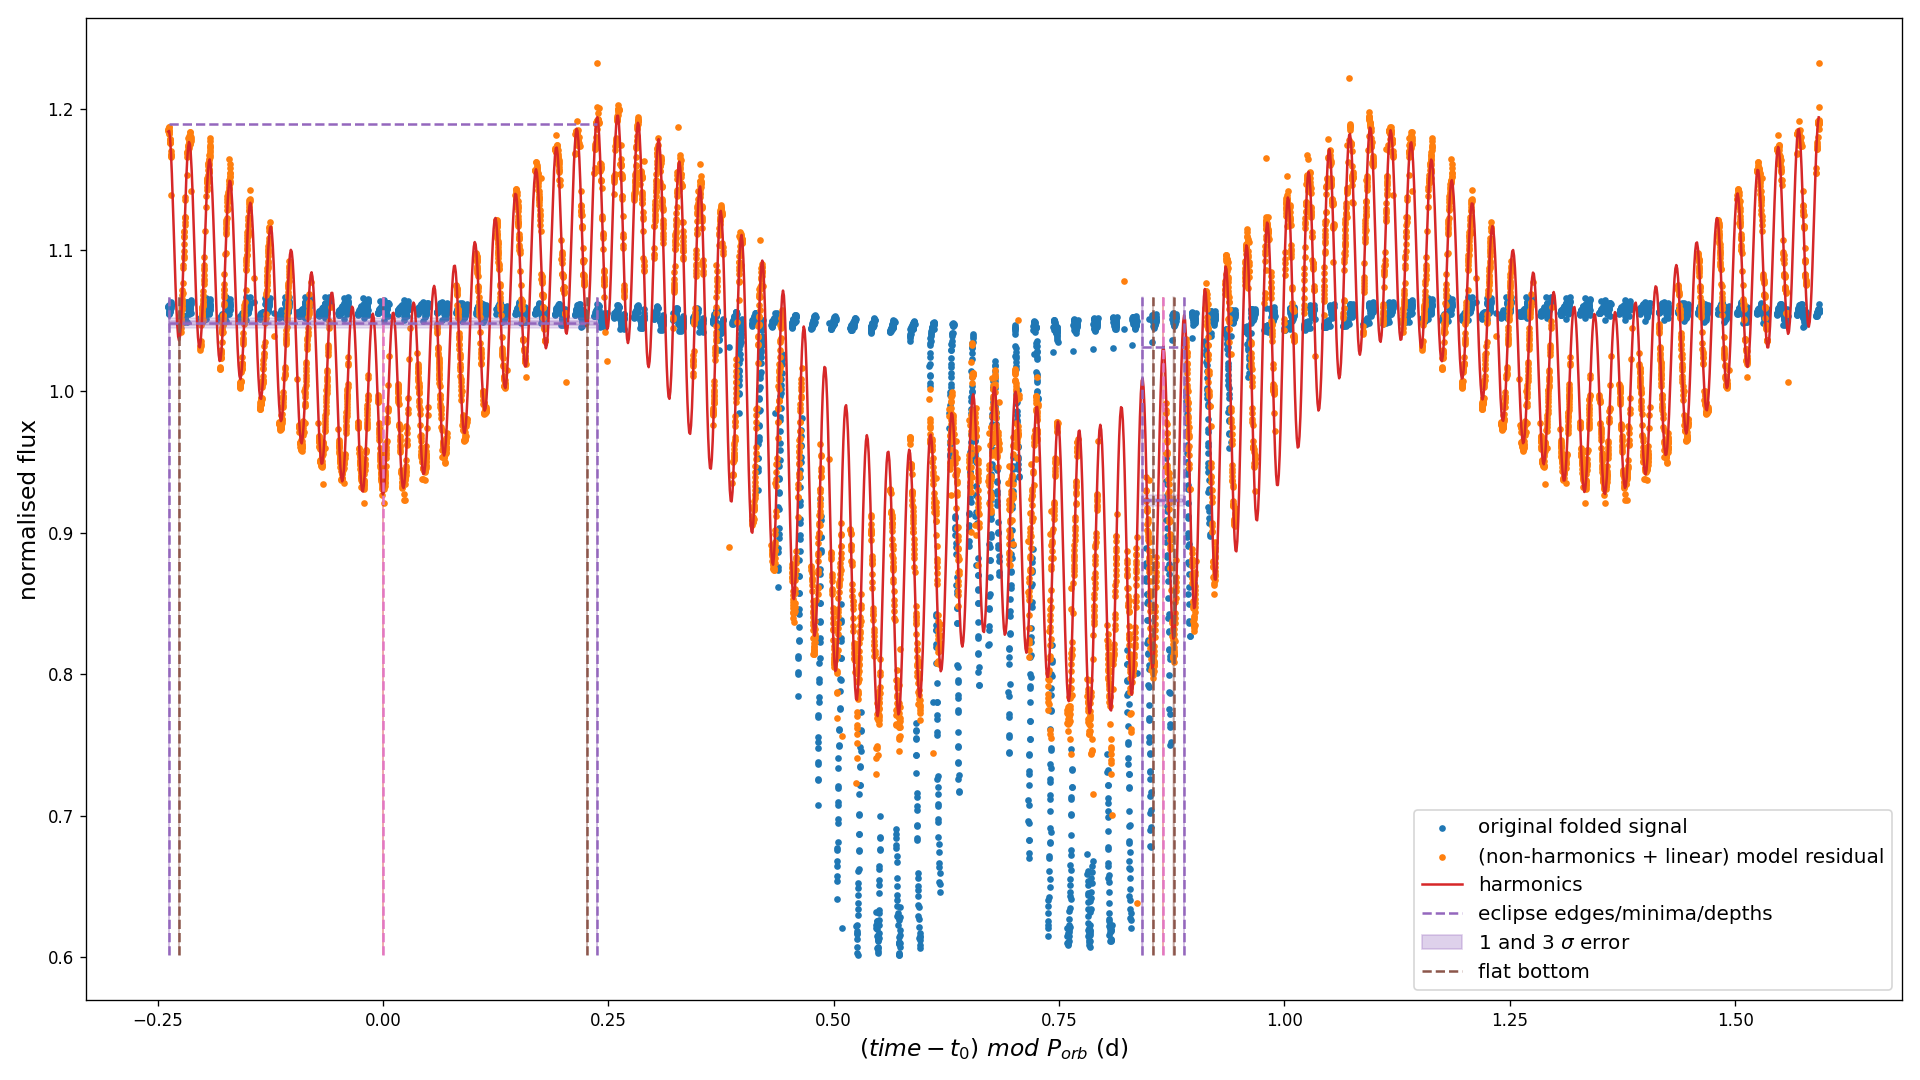 normalised flux
1.2
1.1
1.0
0.9
0.8
0.7
0.6
−0.25
0.00
0.25
0.50
0.75
1.00
1.25
1.50
(time − t₀) mod P_orb (d)
original folded signal
(non-harmonics + linear) model residual
harmonics
eclipse edges/minima/depths
1 and 3 σ error
flat bottom